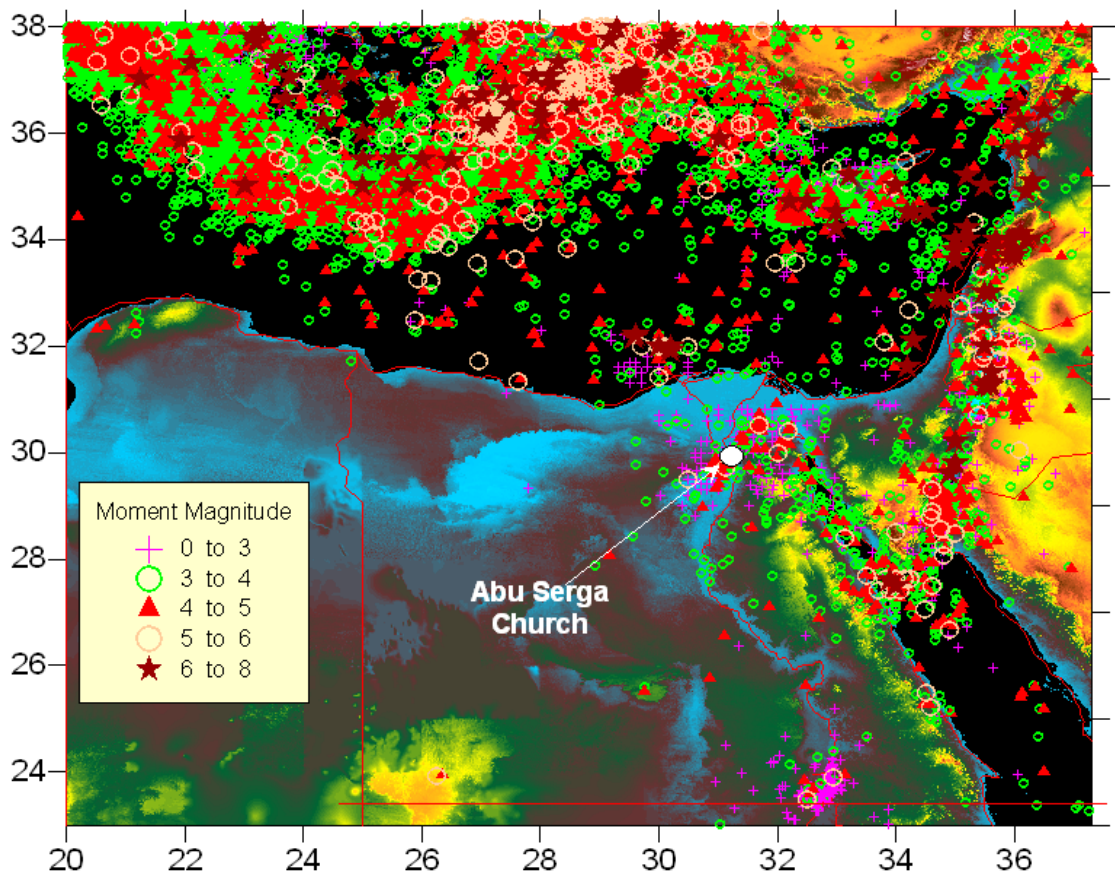 38
36
34
32
30
28
26
24
Moment Magnitude
0 to 3
3 to 4
4 to 5
5 to 6
6 to 8
Abu Serga
Church
20 22 24 26 28 30 32 34 36